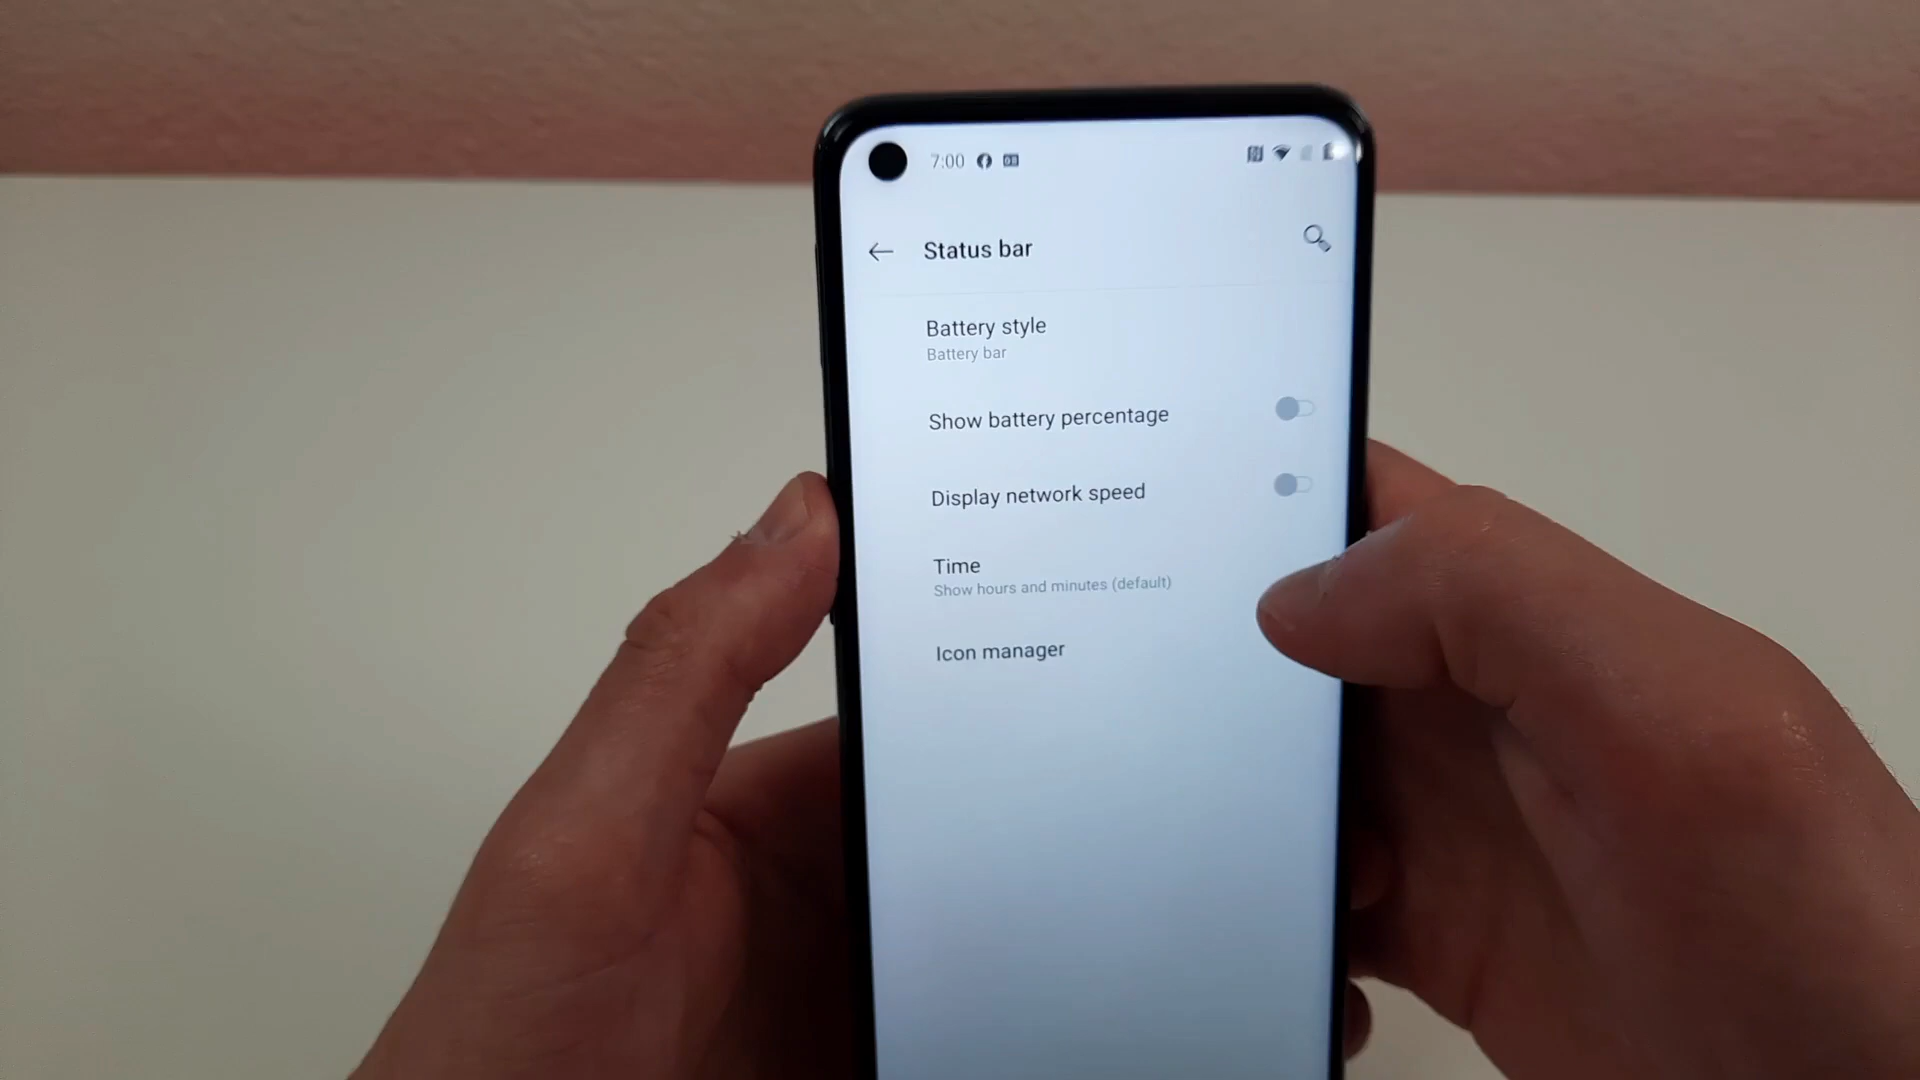 7:00
Status bar
Battery style
Battery bar
Show battery percentage
Display network speed
Time
Show hours and minutes (default)
Icon manager